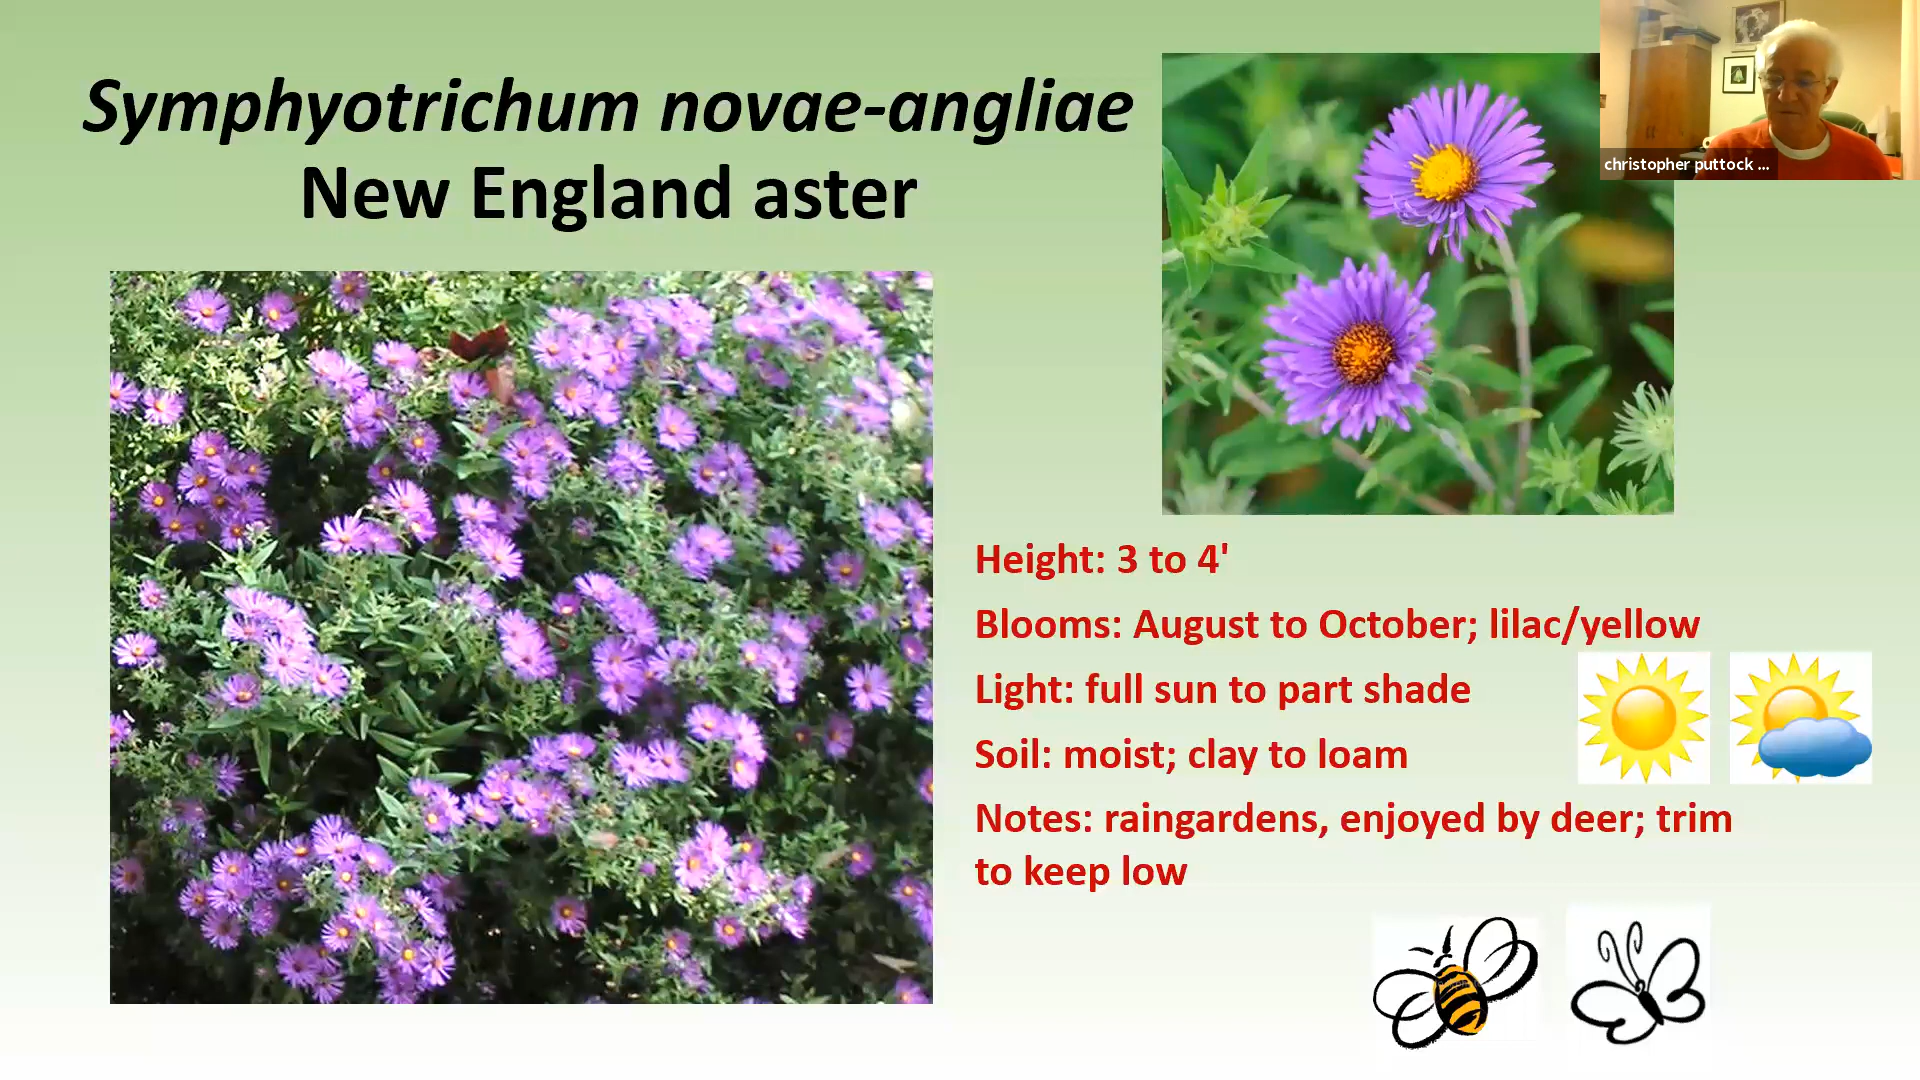 Symphyotrichum novae-angliae
New England aster
christopher puttock ...
Height: 3 to 4'
Blooms: August to October; lilac/yellow
Light: full sun to part shade
Soil: moist; clay to loam
Notes: raingardens, enjoyed by deer; trim
to keep low